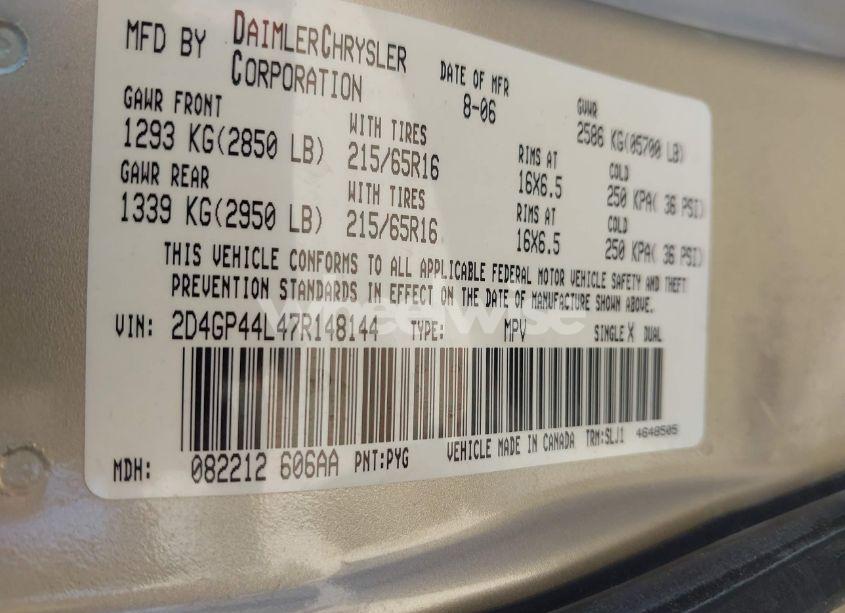 MFD BY DAIMLERCHRYSLER CORPORATION
DATE OF MFR 8-06
GVWR 2586 KG(05700 LB)
GAWR FRONT 1293 KG(2850 LB)
WITH TIRES 215/65R16
RIMS AT 16X6.5
COLD 250 KPA( 36 PSI)
GAWR REAR 1339 KG(2950 LB)
WITH TIRES 215/65R16
RIMS AT 16X6.5
COLD 250 KPA( 36 PSI)
THIS VEHICLE CONFORMS TO ALL APPLICABLE FEDERAL MOTOR VEHICLE SAFETY AND THEFT
PREVENTION STANDARDS IN EFFECT ON THE DATE OF MANUFACTURE SHOWN ABOVE.
Wheelwise
VIN: 2D4GP44L47R148144 TYPE: MPV SINGLE X DUAL
MDH: 082212 606AA PNT:PYG VEHICLE MADE IN CANADA TRM:SLJ1 4648505